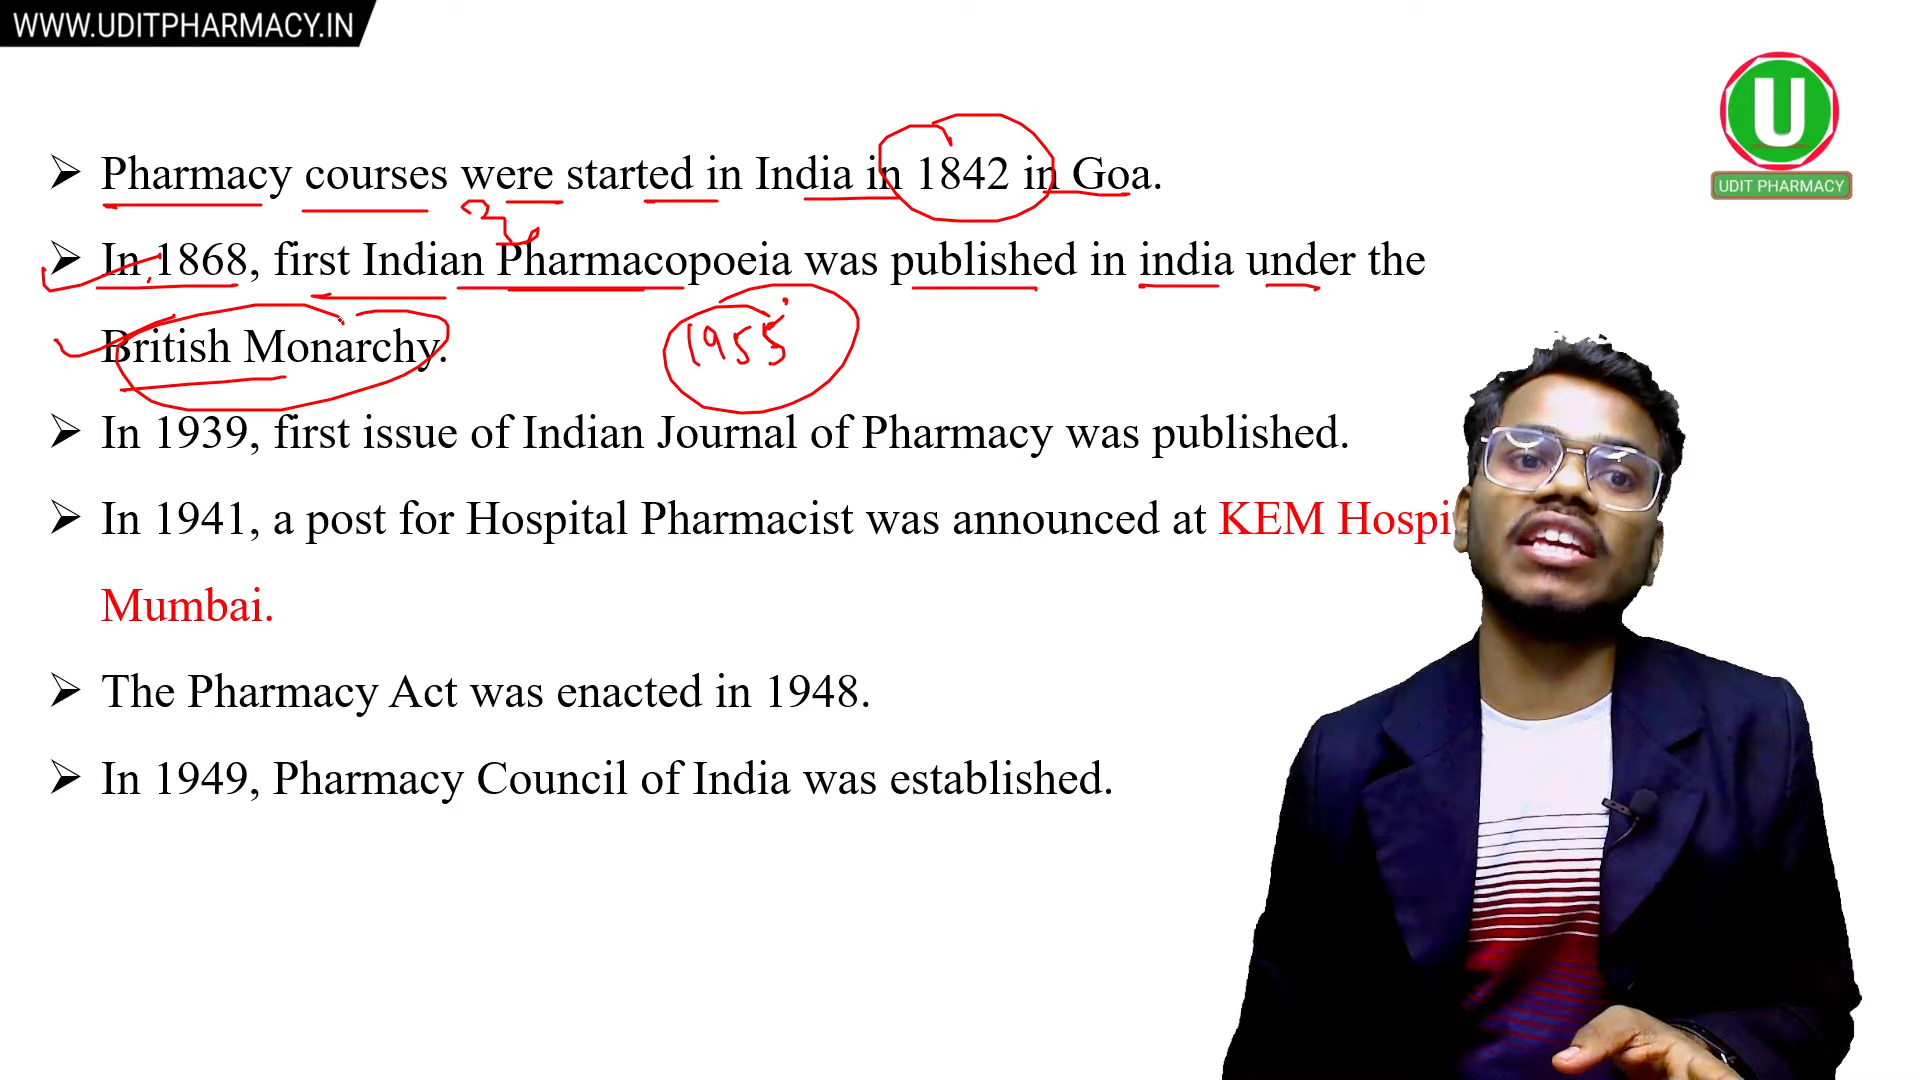 WWW.UDITPHARMACY.IN
U
UDIT PHARMACY
➢ Pharmacy courses were started in India in 1842 in Goa.
➢ In 1868, first Indian Pharmacopoeia was published in india under the
British Monarchy.
1955
➢ In 1939, first issue of Indian Journal of Pharmacy was published.
➢ In 1941, a post for Hospital Pharmacist was announced at KEM Hospi
Mumbai.
➢ The Pharmacy Act was enacted in 1948.
➢ In 1949, Pharmacy Council of India was established.